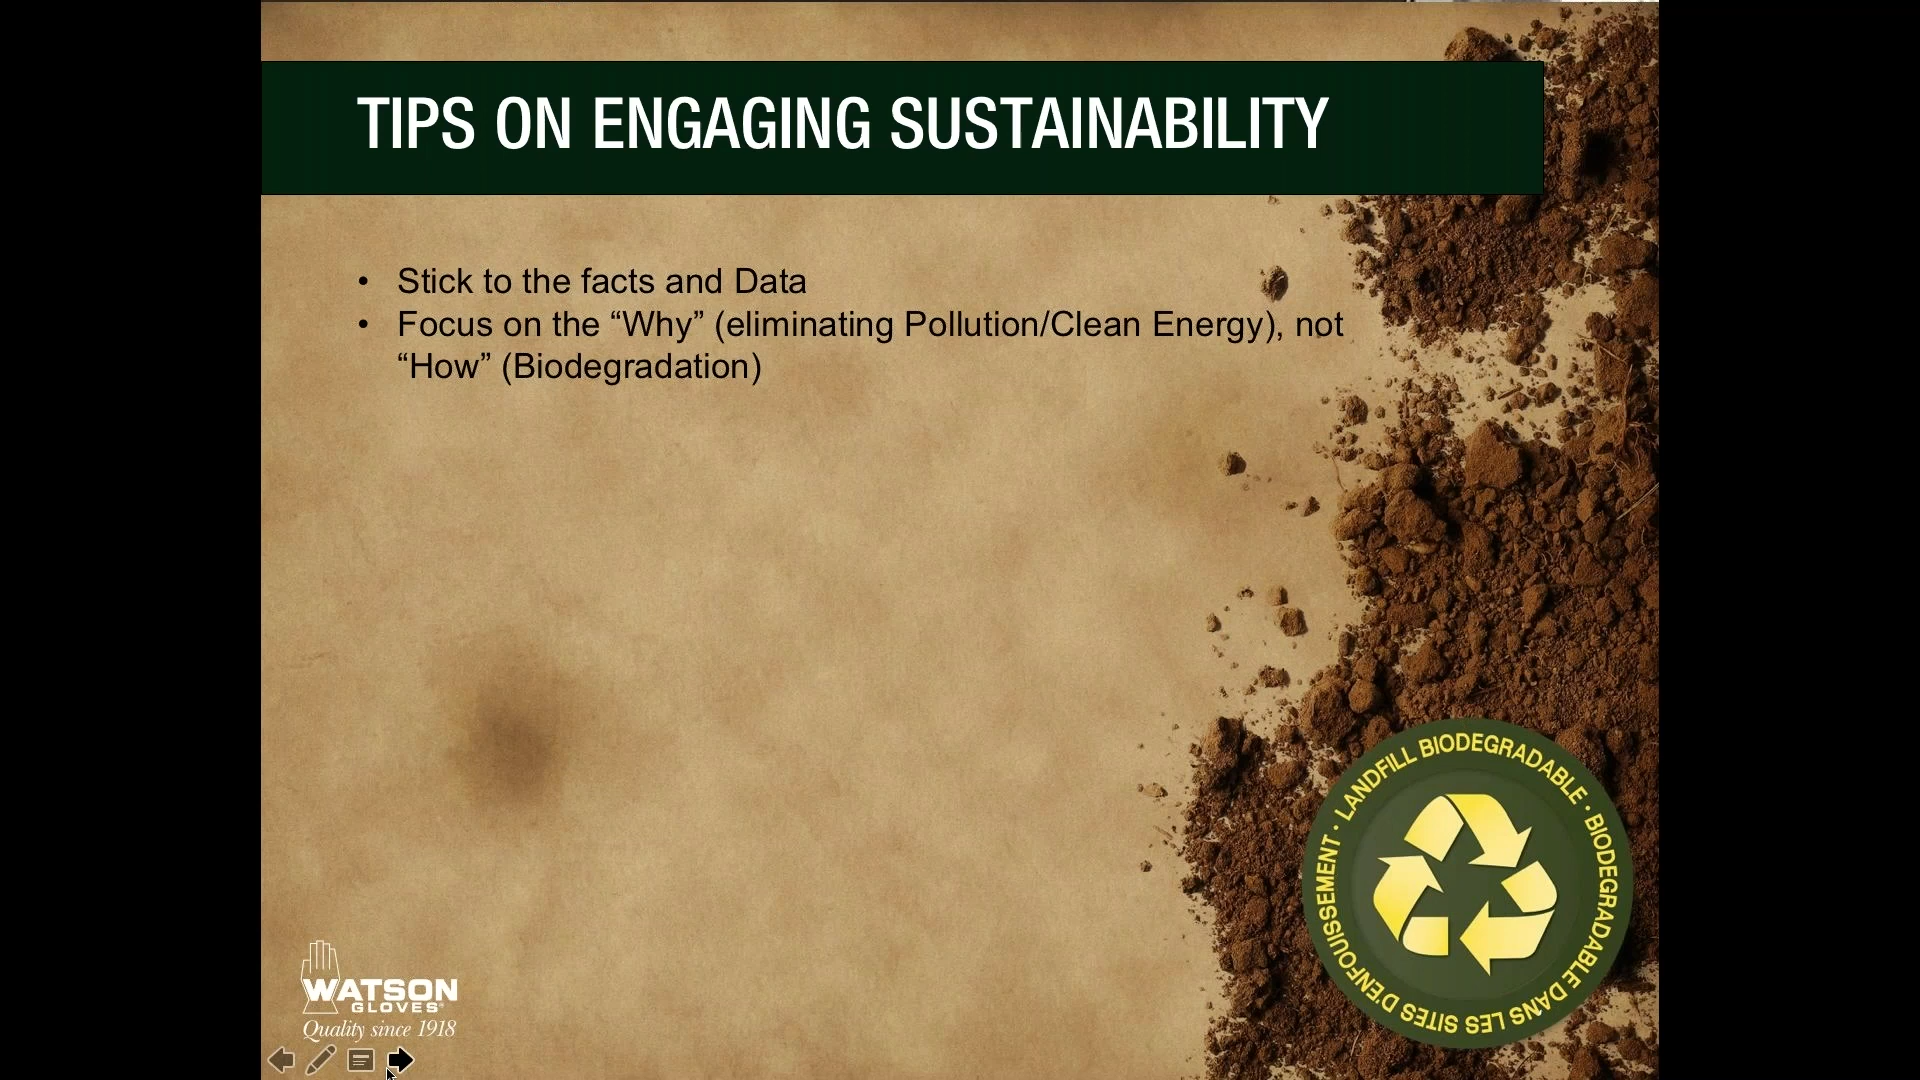 TIPS ON ENGAGING SUSTAINABILITY
• Stick to the facts and Data
• Focus on the “Why” (eliminating Pollution/Clean Energy), not
“How” (Biodegradation)
LANDFILL BIODEGRADABLE • BIODEGRADABLE DANS LES SITES D'ENFOUISSEMENT •
WATSON
GLOVES
Quality since 1918